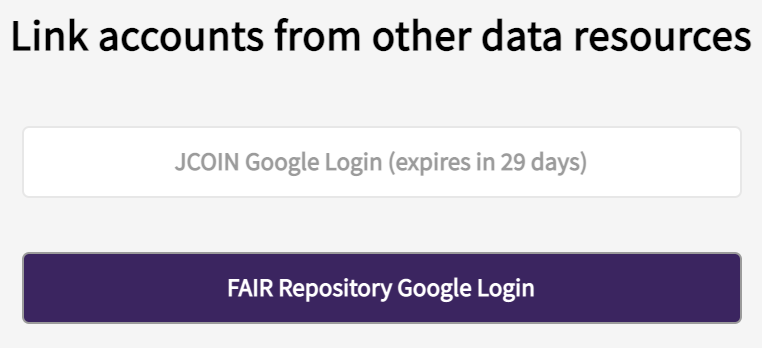 Link accounts from other data resources
JCOIN Google Login (expires in 29 days)
FAIR Repository Google Login